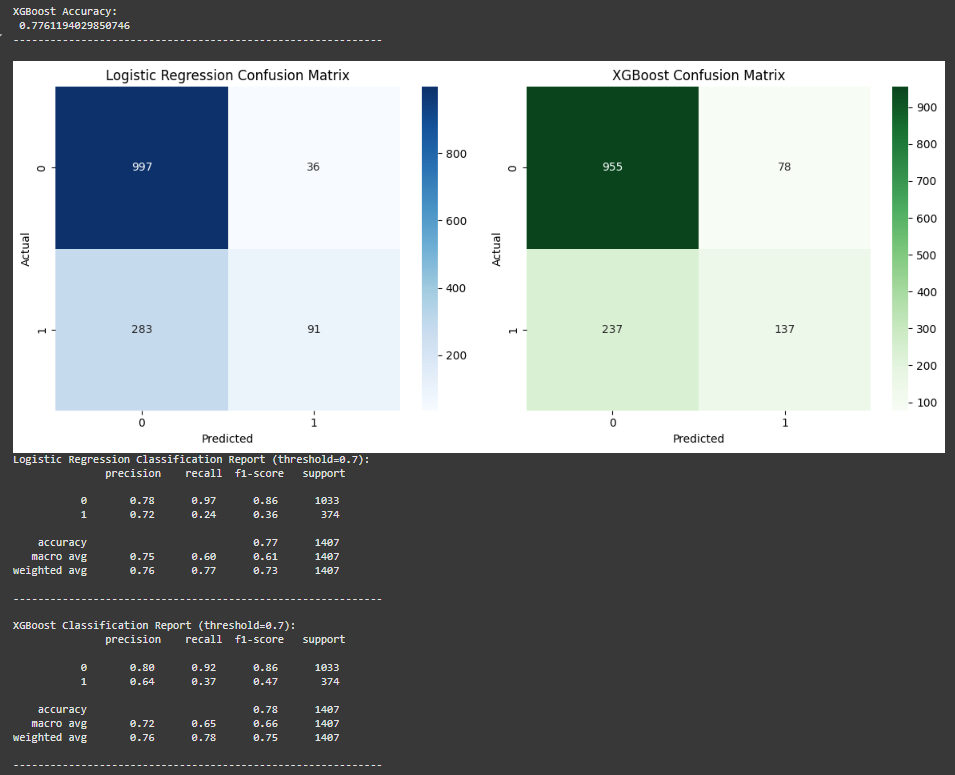 XGBoost Accuracy:
0.7761194029850746
------------------------------------------------------------
Logistic Regression Confusion Matrix
997 36
283 91
0
1
Actual
0 1
Predicted
800
600
400
200
XGBoost Confusion Matrix
955 78
237 137
0
1
Actual
0 1
Predicted
900
800
700
600
500
400
300
200
100
Logistic Regression Classification Report (threshold=0.7):
precision recall f1-score support
0 0.78 0.97 0.86 1033
1 0.72 0.24 0.36 374
accuracy 0.77 1407
macro avg 0.75 0.60 0.61 1407
weighted avg 0.76 0.77 0.73 1407
------------------------------------------------------------
XGBoost Classification Report (threshold=0.7):
precision recall f1-score support
0 0.80 0.92 0.86 1033
1 0.64 0.37 0.47 374
accuracy 0.78 1407
macro avg 0.72 0.65 0.66 1407
weighted avg 0.76 0.78 0.75 1407
------------------------------------------------------------